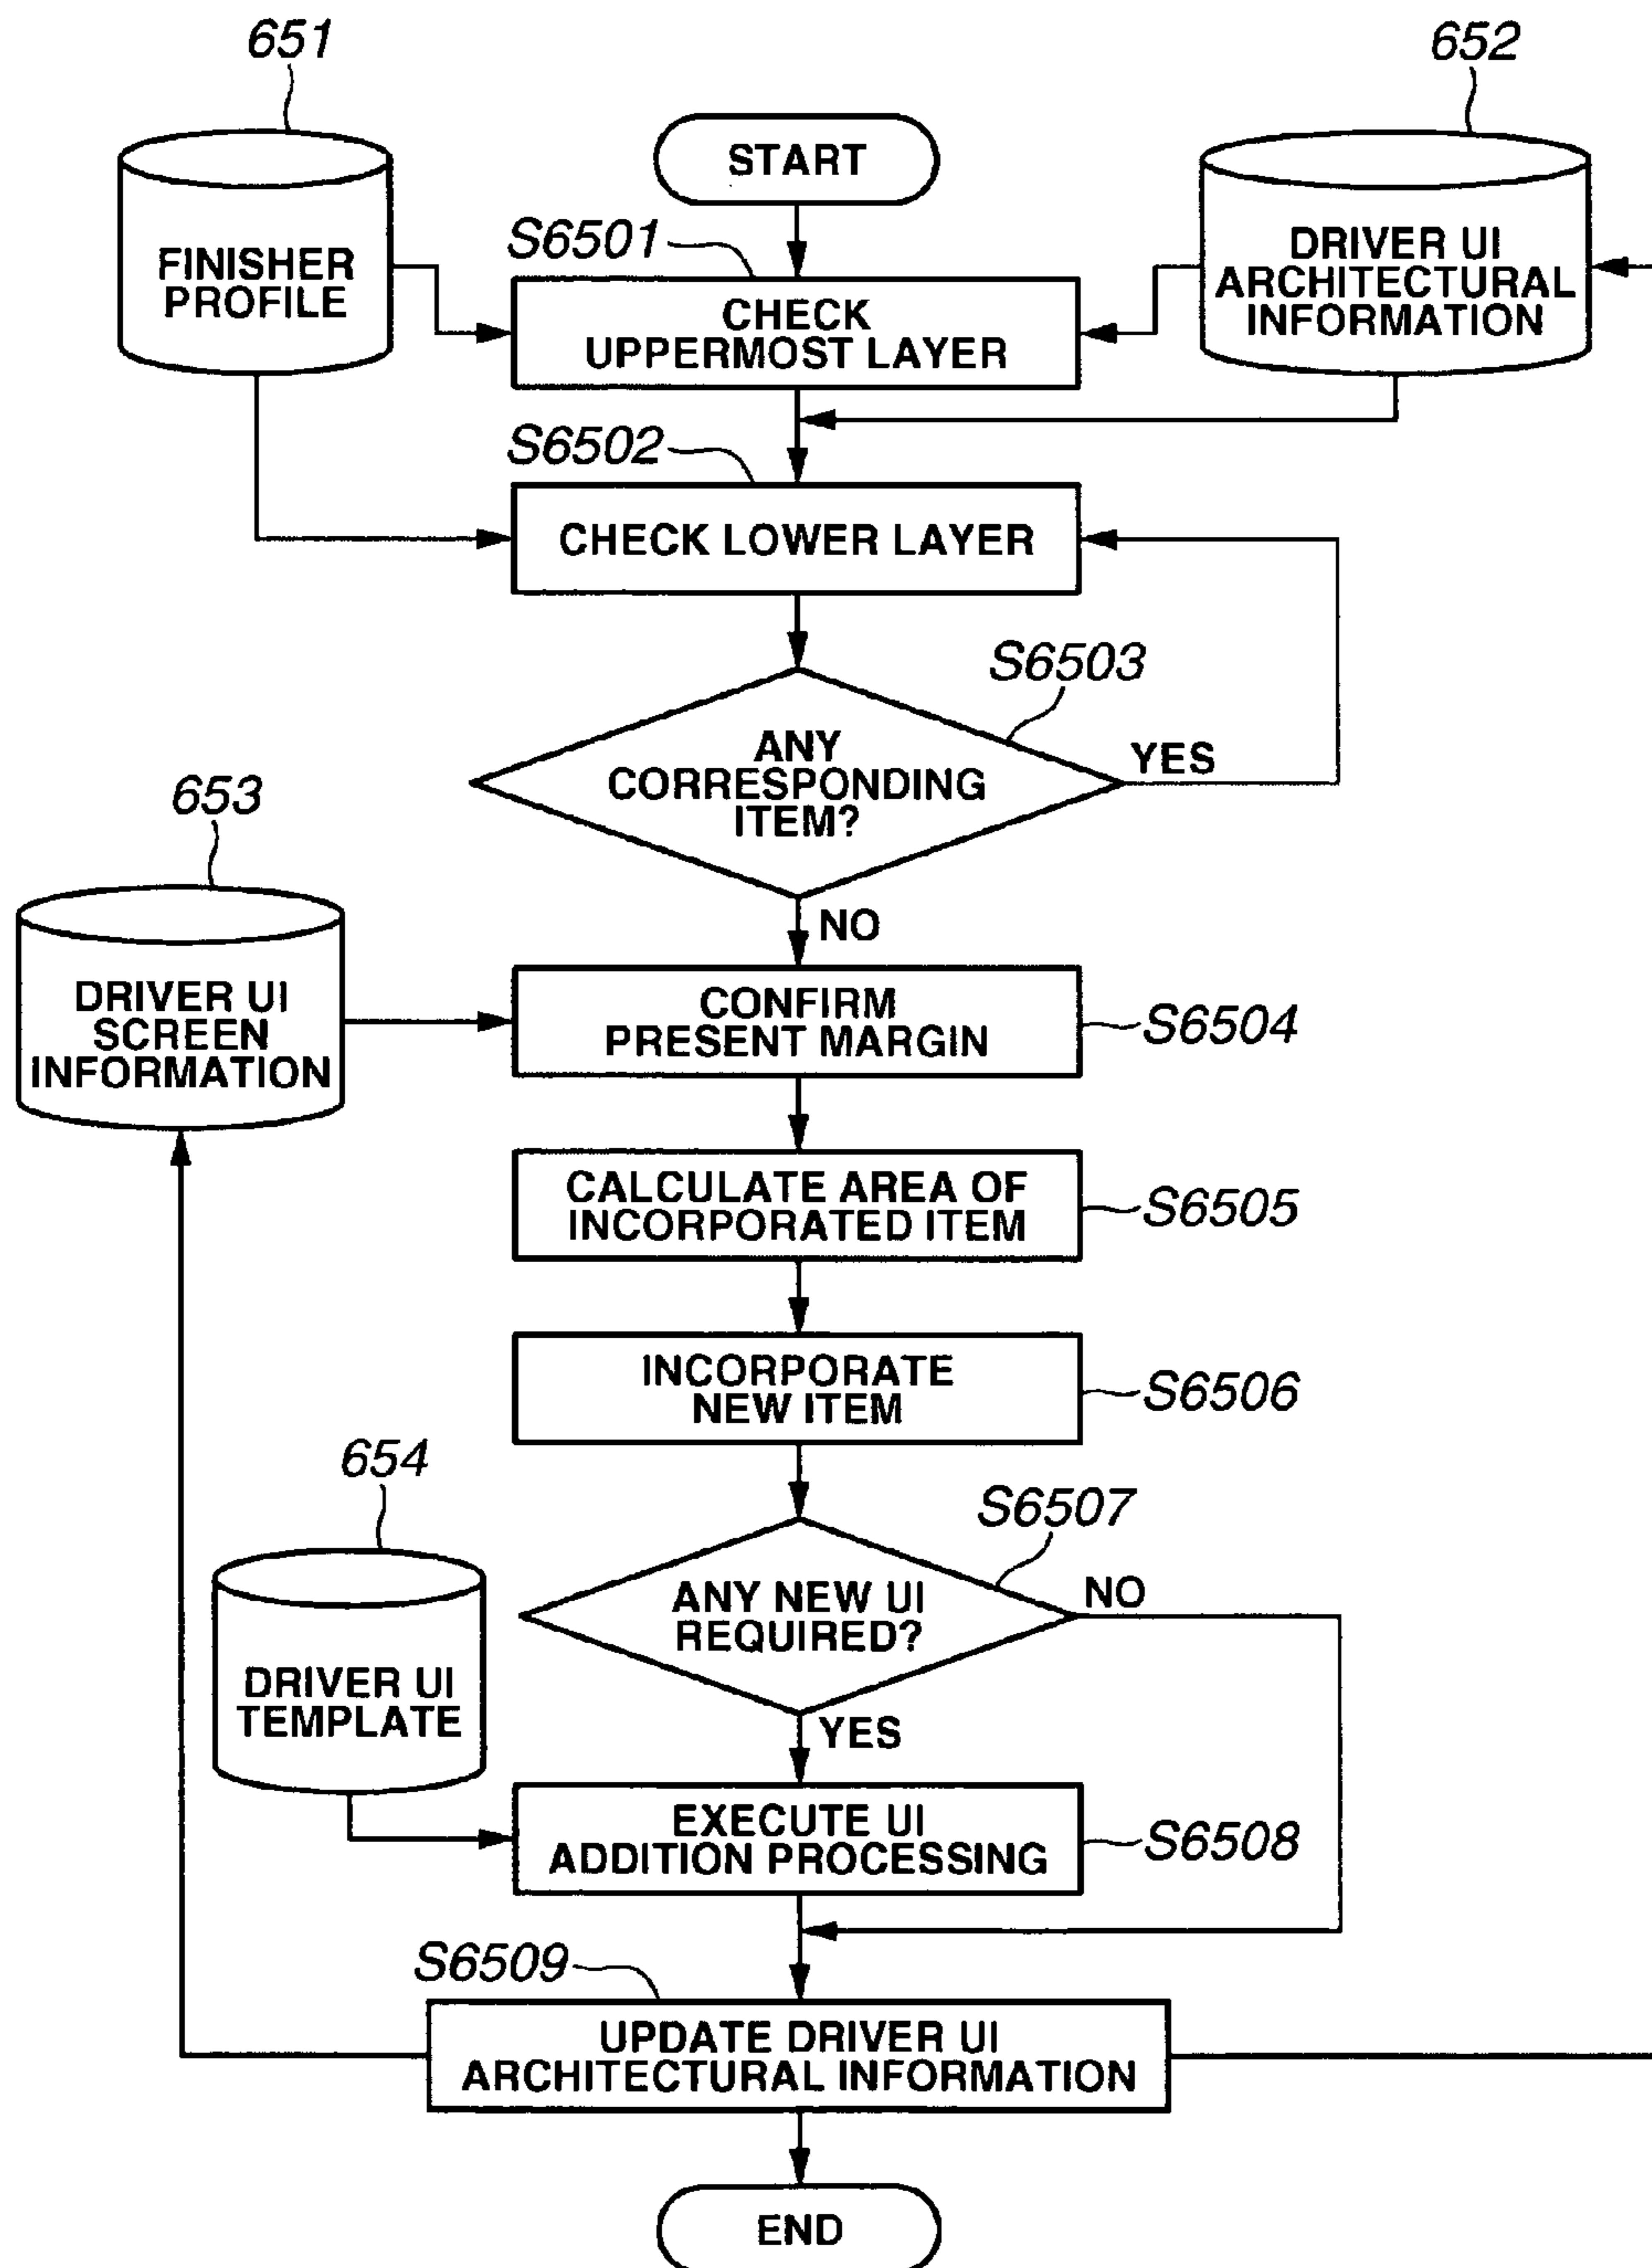 651
652
START
S6501
FINISHER
PROFILE
DRIVER UI
ARCHITECTURAL
INFORMATION
CHECK
UPPERMOST LAYER
S6502
CHECK LOWER LAYER
S6503
ANY
CORRESPONDING
ITEM?
YES
653
NO
DRIVER UI
SCREEN
INFORMATION
CONFIRM
PRESENT MARGIN
S6504
CALCULATE AREA OF
INCORPORATED ITEM
S6505
INCORPORATE
NEW ITEM
S6506
654
S6507
ANY NEW UI
REQUIRED?
NO
DRIVER UI
TEMPLATE
YES
EXECUTE UI
ADDITION PROCESSING
S6508
S6509
UPDATE DRIVER UI
ARCHITECTURAL INFORMATION
END